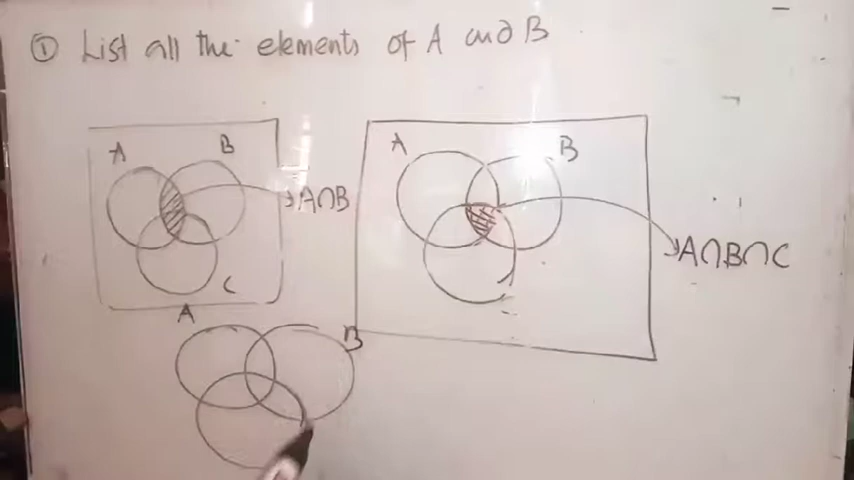 ① List all the elements of A and B
A B
A∩B
C
A B
A∩B∩C
A
B